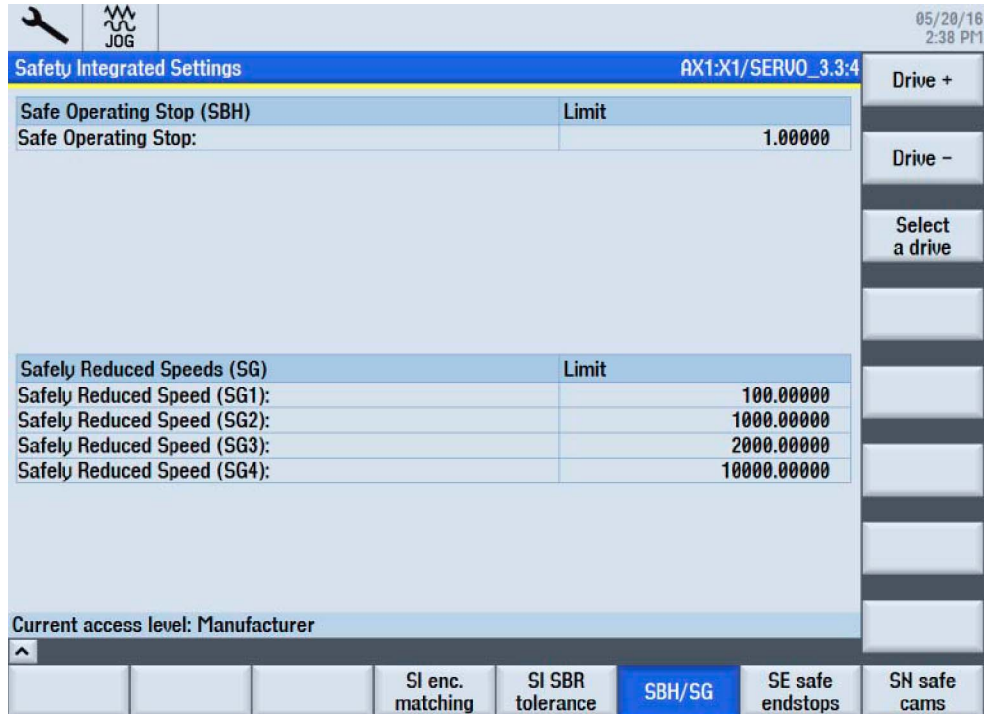 JOG
05/20/16
2:38 PM
Safety Integrated Settings AX1:X1/SERVO_3.3:4
Safe Operating Stop (SBH) Limit
Safe Operating Stop: 1.00000
Safely Reduced Speeds (SG) Limit
Safely Reduced Speed (SG1): 100.00000
Safely Reduced Speed (SG2): 1000.00000
Safely Reduced Speed (SG3): 2000.00000
Safely Reduced Speed (SG4): 10000.00000
Current access level: Manufacturer
Drive +
Drive -
Select
a drive
SI enc.
matching
SI SBR
tolerance
SBH/SG
SE safe
endstops
SN safe
cams